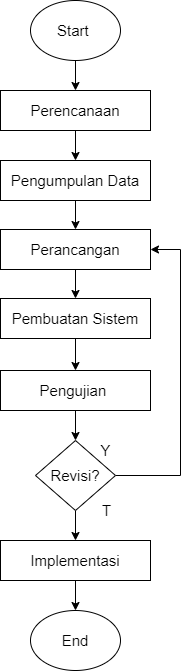 Start
Perencanaan
Pengumpulan Data
Perancangan
Pembuatan Sistem
Pengujian
Y
Revisi?
T
Implementasi
End